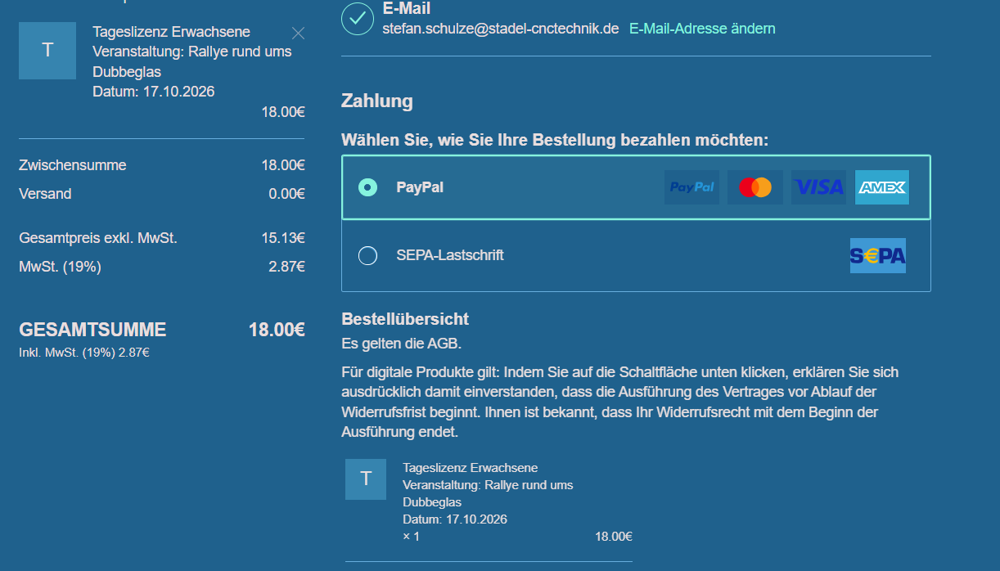 T
Tageslizenz Erwachsene
Veranstaltung: Rallye rund ums
Dubbeglas
Datum: 17.10.2026
18.00€
Zwischensumme 18.00€
Versand 0.00€
Gesamtpreis exkl. MwSt. 15.13€
MwSt. (19%) 2.87€
GESAMTSUMME 18.00€
Inkl. MwSt. (19%) 2.87€
E-Mail
stefan.schulze@stadel-cnctechnik.de E-Mail-Adresse ändern
Zahlung
Wählen Sie, wie Sie Ihre Bestellung bezahlen möchten:
PayPal PayPal VISA AMEX
SEPA-Lastschrift S€PA
Bestellübersicht
Es gelten die AGB.
Für digitale Produkte gilt: Indem Sie auf die Schaltfläche unten klicken, erklären Sie sich
ausdrücklich damit einverstanden, dass die Ausführung des Vertrages vor Ablauf der
Widerrufsfrist beginnt. Ihnen ist bekannt, dass Ihr Widerrufsrecht mit dem Beginn der
Ausführung endet.
T
Tageslizenz Erwachsene
Veranstaltung: Rallye rund ums
Dubbeglas
Datum: 17.10.2026
× 1 18.00€